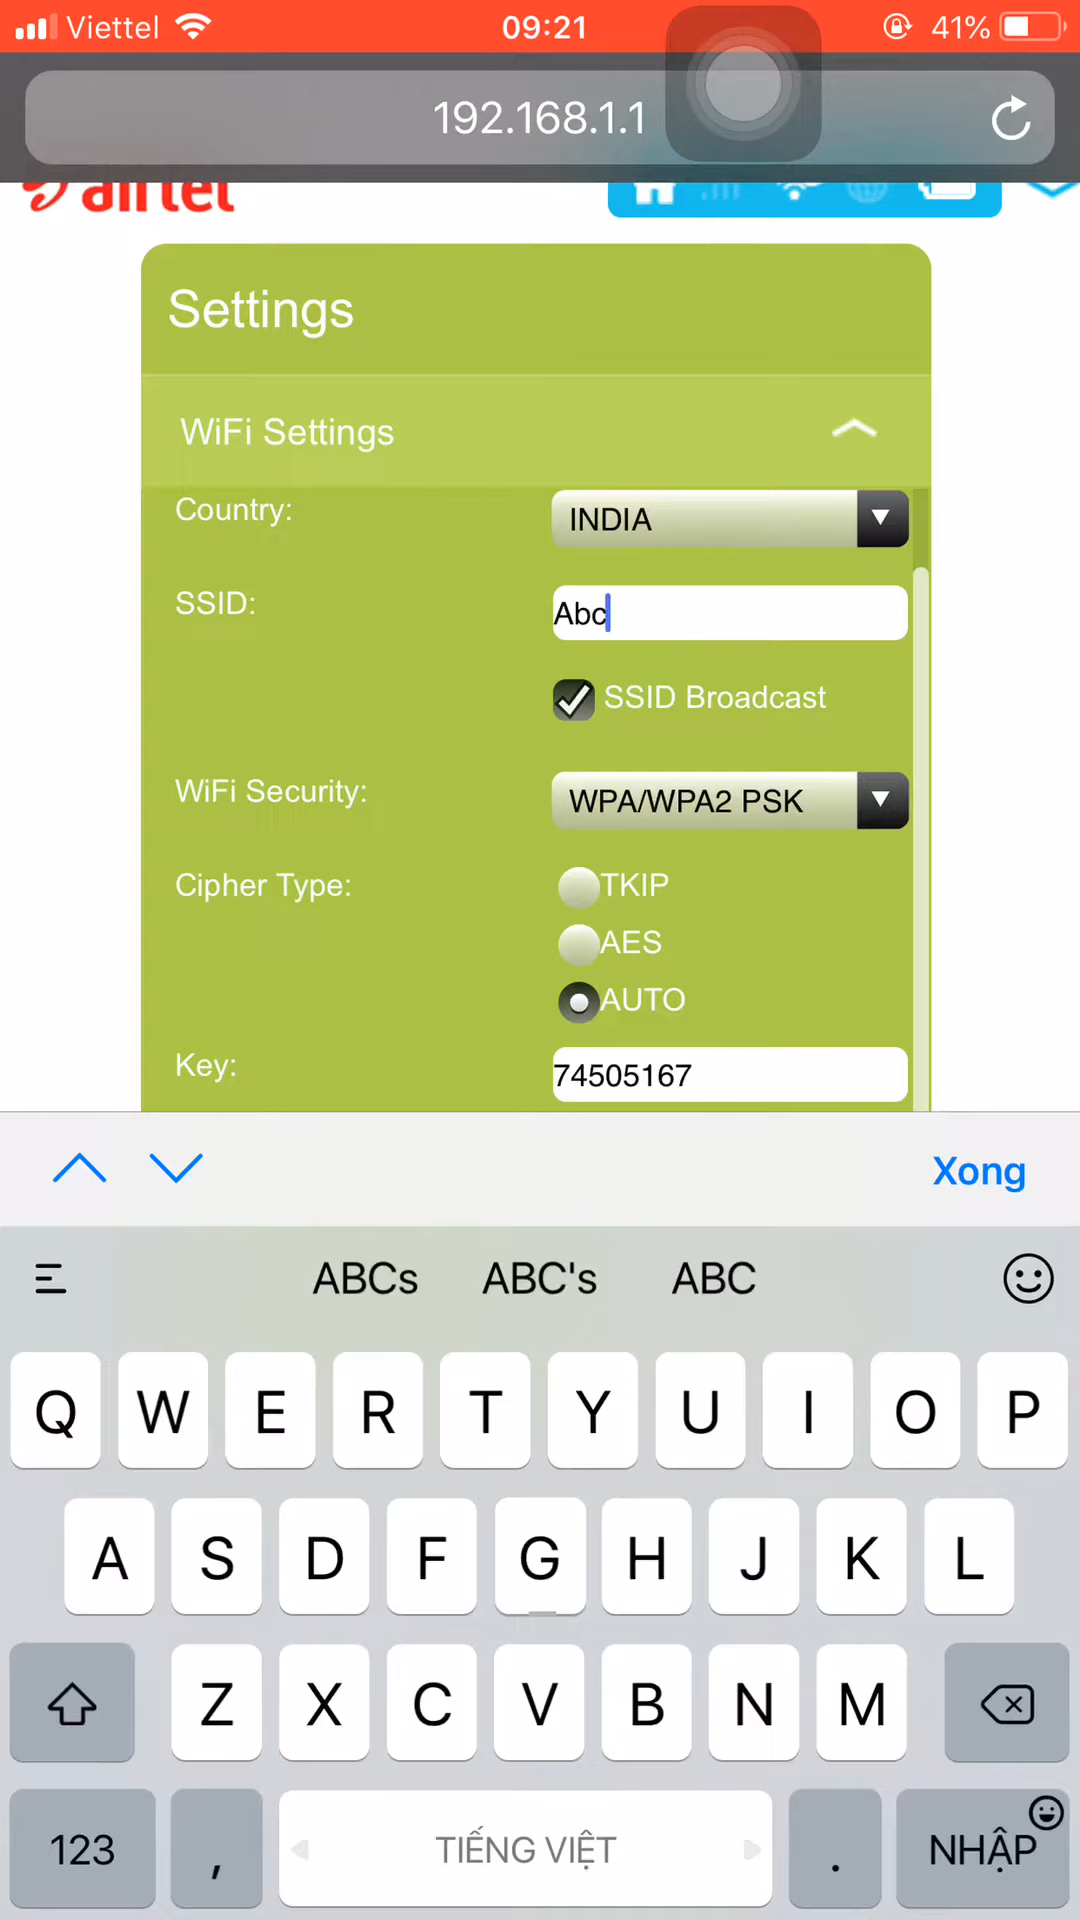 Viettel 09:21 41%
192.168.1.1
airtel
Settings
WiFi Settings
Country: INDIA
SSID: Abc
SSID Broadcast
WiFi Security: WPA/WPA2 PSK
Cipher Type: TKIP
AES
AUTO
Key: 74505167
Xong
ABCs ABC's ABC
Q W E R T Y U I O P
A S D F G H J K L
Z X C V B N M
123 , TIẾNG VIỆT . NHẬP